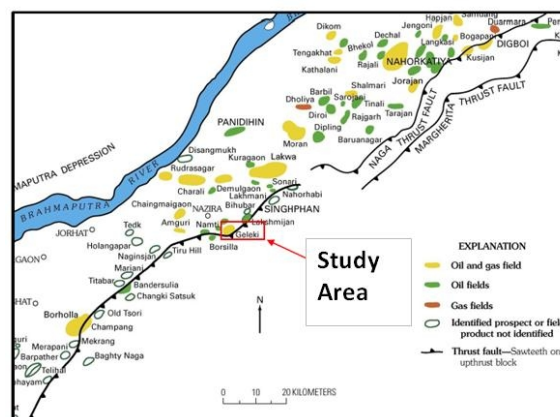 Dikom
Dechal
Jengoni
Hapjan
Samdang
Duarmara
Bhekol
Langkasi
Bogapani
DIGBOI
Tengakhat
Rajali
NAHORKATIYA
Kusijan
Kathalani
Jorajan
Shalmari
Barbil
Sarojani
Dholiya
Tinali
Diroi
Rajgarh
Tarajan
PANIDIHIN
Dipling
Baruanagar
Moran
NAGA THRUST FAULT
MARGHERITA THRUST FAULT
Disangmukh
Kuragaon
Lakwa
MAPUTRA DEPRESSION
BRAHMAPUTRA RIVER
Rudrasagar
Charali
Demulgaon
Sonari
Lakhmani
Nahorhabi
Chaingmaigaon
NAZIRA
Bihubar
SINGHPHAN
JORHAT
Tedk
Amguri
Namti
Lakshmijan
Geleki
Holangapar
Borsilla
GAON
Naginsjan
Tiru Hill
Mariani
Titabar
Bandersulia
Changki Satsuk
HAT
Borholla
Old Tsori
Champang
Merapani
Mekrang
Barpather
Baghty Naga
Telihal
hayam
Study
Area
N
0 10 20
KILOMETERS
EXPLANATION
Oil and gas field
Oil fields
Gas fields
Identified prospect or fiel
product not identified
Thrust fault—Sawteeth on
upthrust block